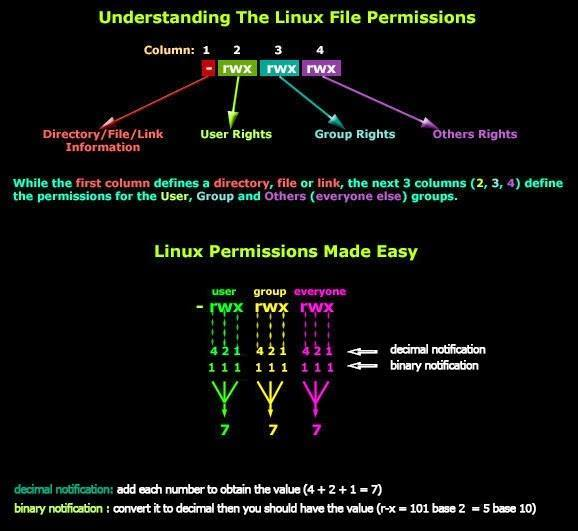 Understanding The Linux File Permissions
Column: 1 2 3 4
- rwx rwx rwx
Directory/File/Link
Information
User Rights
Group Rights
Others Rights
While the first column defines a directory, file or link, the next 3 columns (2, 3, 4) define
the permissions for the User, Group and Others (everyone else) groups.
Linux Permissions Made Easy
user group everyone
- rwx rwx rwx
4 2 1 4 2 1 4 2 1 decimal notification
1 1 1 1 1 1 1 1 1 binary notification
7 7 7
decimal notification: add each number to obtain the value (4 + 2 + 1 = 7)
binary notification : convert it to decimal then you should have the value (r-x = 101 base 2 = 5 base 10)